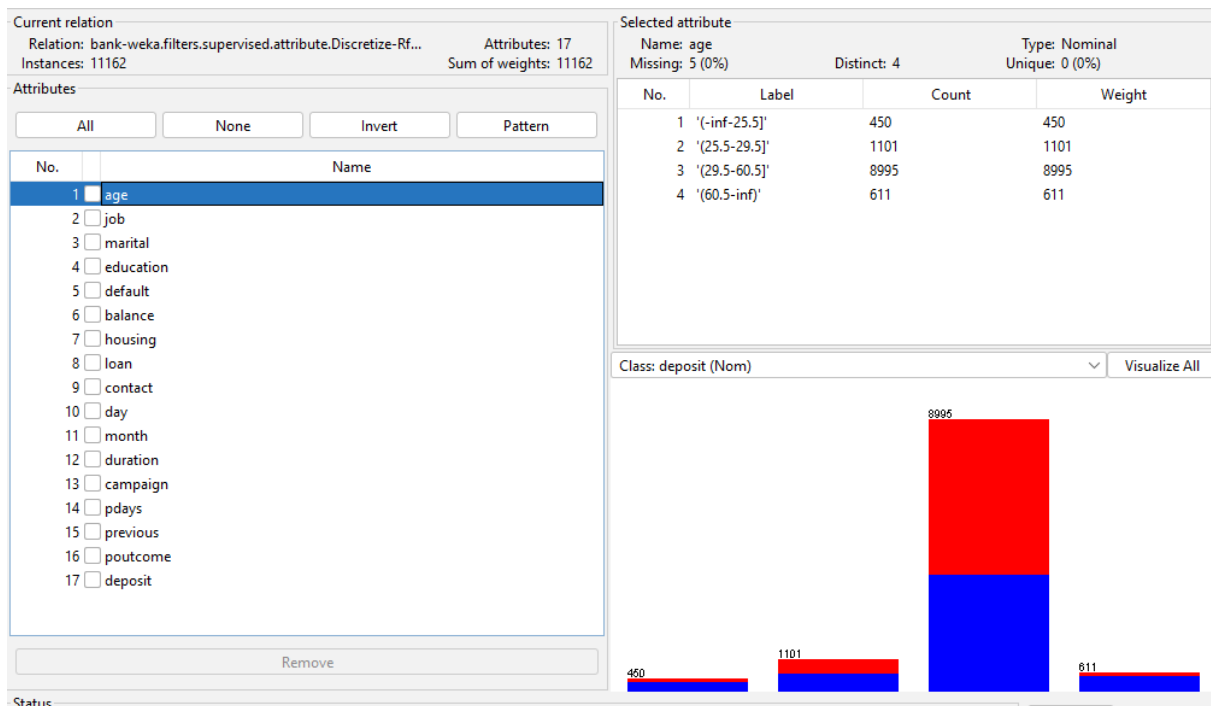 Current relation
Relation: bank-weka.filters.supervised.attribute.Discretize-Rf... Attributes: 17
Instances: 11162 Sum of weights: 11162
Attributes
All None Invert Pattern
No. Name
1 age
2 job
3 marital
4 education
5 default
6 balance
7 housing
8 loan
9 contact
10 day
11 month
12 duration
13 campaign
14 pdays
15 previous
16 poutcome
17 deposit
Remove
Status
Selected attribute
Name: age Type: Nominal
Missing: 5 (0%) Distinct: 4 Unique: 0 (0%)
No. Label Count Weight
1 '(-inf-25.5]' 450 450
2 '(25.5-29.5]' 1101 1101
3 '(29.5-60.5]' 8995 8995
4 '(60.5-inf)' 611 611
Class: deposit (Nom) Visualize All
8995
1101
611
450